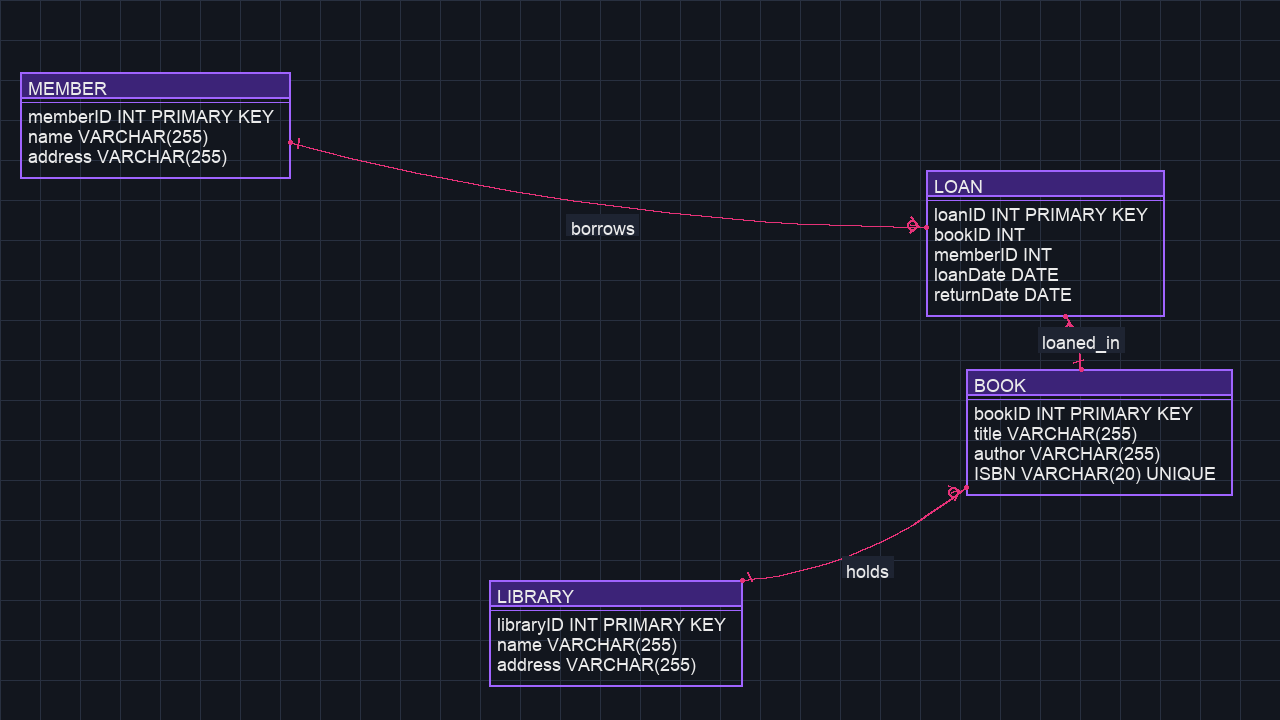 MEMBER
memberID INT PRIMARY KEY
name VARCHAR(255)
address VARCHAR(255)
borrows
LOAN
loanID INT PRIMARY KEY
bookID INT
memberID INT
loanDate DATE
returnDate DATE
loaned_in
BOOK
bookID INT PRIMARY KEY
title VARCHAR(255)
author VARCHAR(255)
ISBN VARCHAR(20) UNIQUE
holds
LIBRARY
libraryID INT PRIMARY KEY
name VARCHAR(255)
address VARCHAR(255)